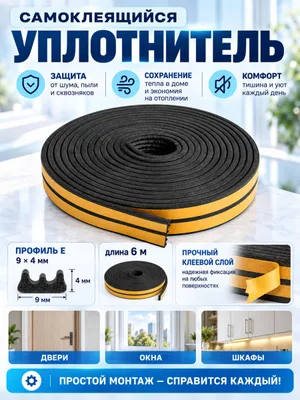 САМОКЛЕЯЩИЙСЯ
УПЛОТНИТЕЛЬ
ЗАЩИТА
от шума, пыли
и сквозняков
СОХРАНЕНИЕ
тепла в доме
и экономия
на отоплении
КОМФОРТ
тишина и уют
каждый день
ПРОФИЛЬ Е
9 × 4 мм
4 мм
9 мм
длина 6 м
ПРОЧНЫЙ
КЛЕЕВОЙ СЛОЙ
надежная фиксация
на любых
поверхностях
ДВЕРИ
ОКНА
ШКАФЫ
ПРОСТОЙ МОНТАЖ — СПРАВИТСЯ КАЖДЫЙ!